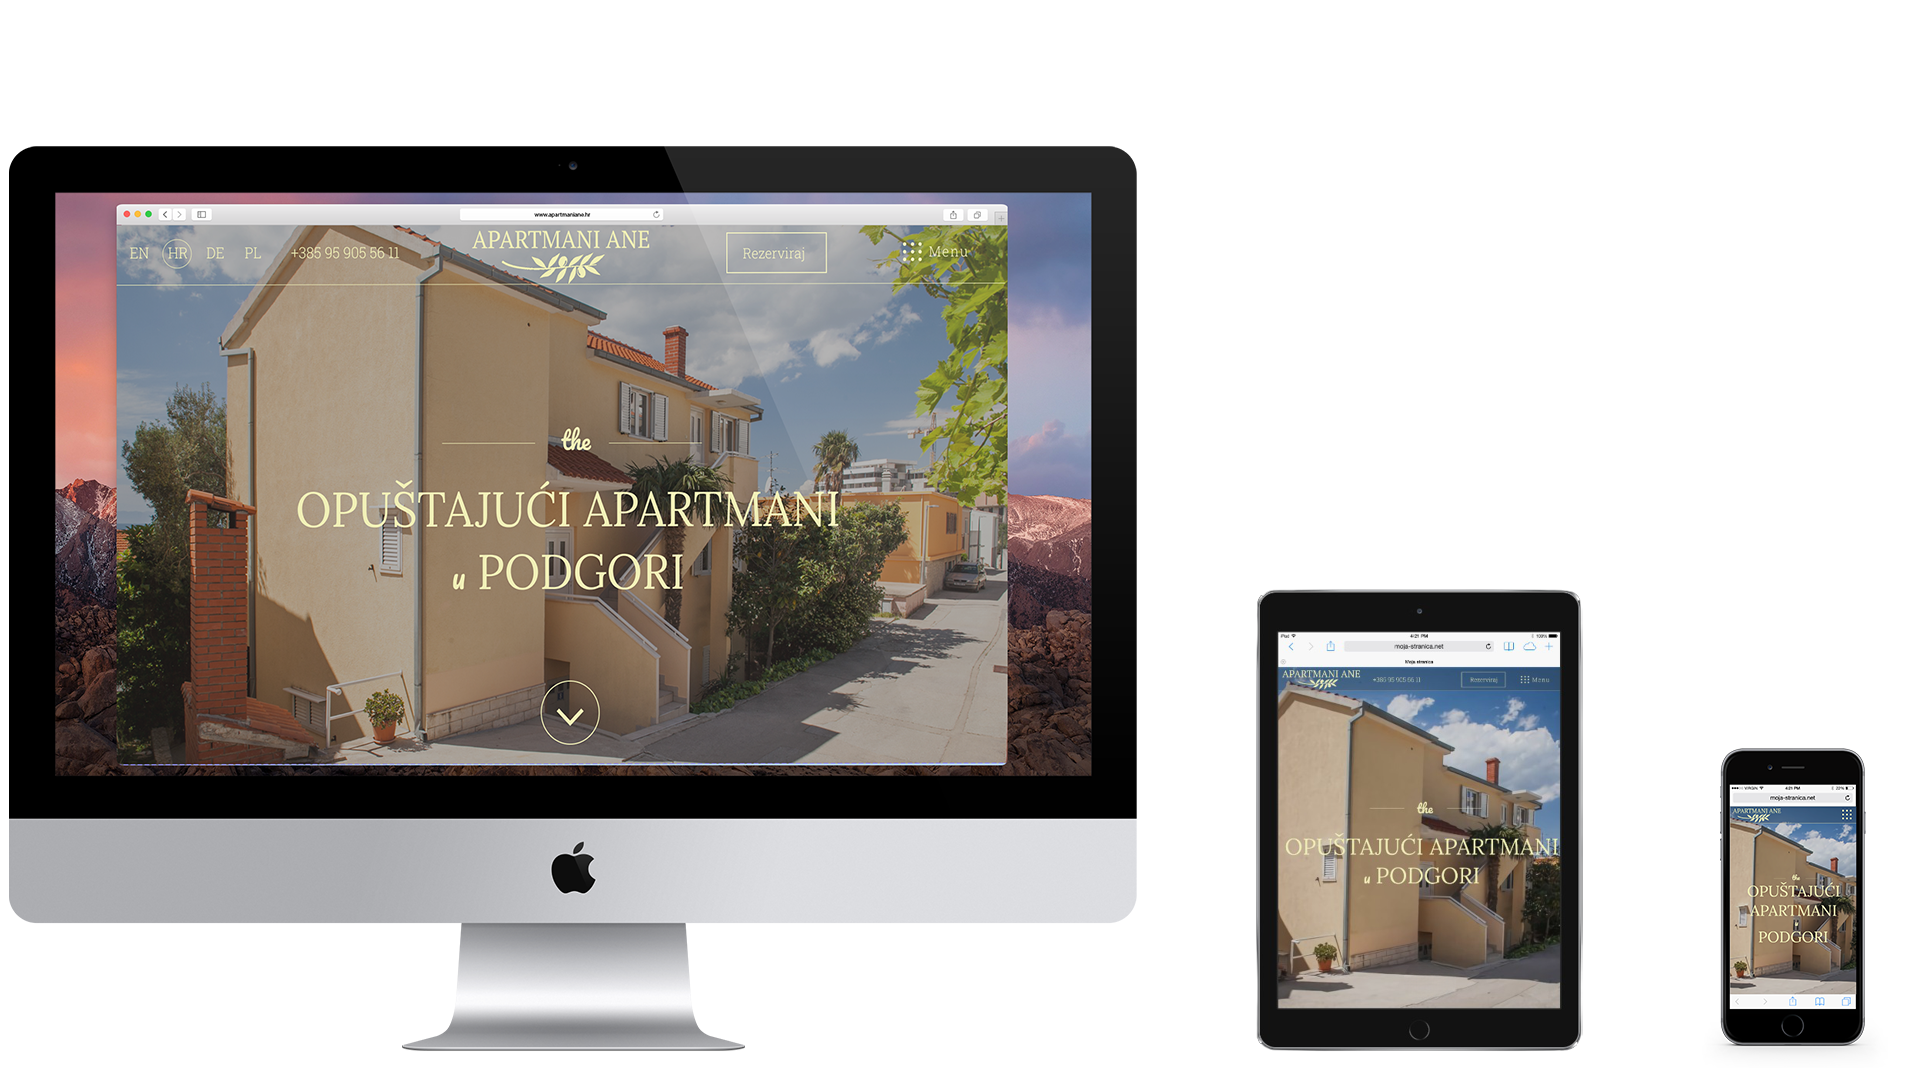 www.apartmaniane.hr
EN HR DE PL +385 95 905 56 11
APARTMANI ANE
Rezerviraj
Menu
the
OPUŠTAJUĆI APARTMANI
u PODGORI
iPad 4:21 PM 100%
moja-stranica.net
Moja stranica
APARTMANI ANE +385 95 905 56 11 Rezerviraj Menu
the
OPUŠTAJUĆI APARTMANI
u PODGORI
VIRGIN 4:21 PM 22%
moja-stranica.net
APARTMANI ANE
the
OPUŠTAJUĆI
APARTMANI
u
PODGORI